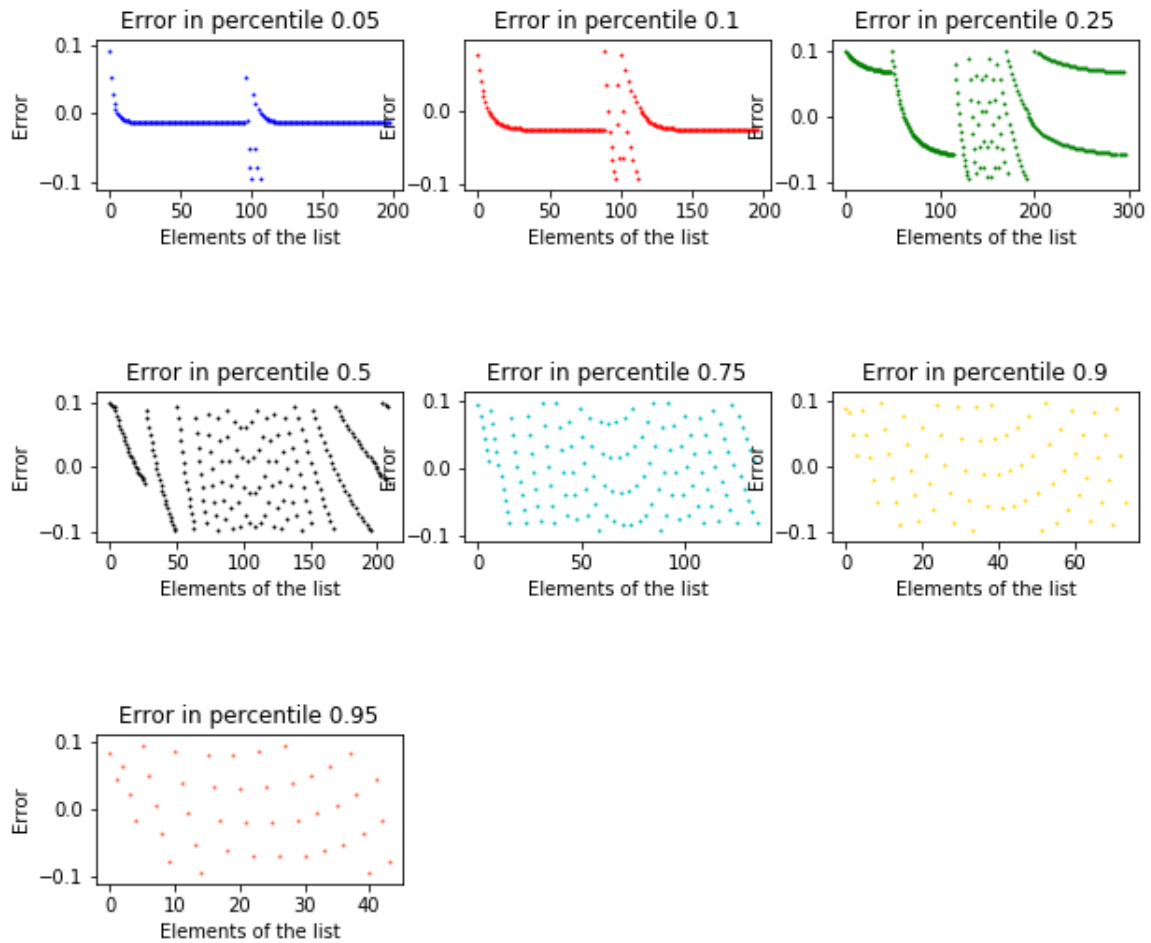 Error in percentile 0.05
Error in percentile 0.1
Error in percentile 0.25
0.1
0.0
−0.1
Error
0 50 100 150 200
Elements of the list
0.1
0.0
−0.1
Error
0 50 100 150 200
Elements of the list
0.1
0.0
−0.1
Error
0 100 200 300
Elements of the list
Error in percentile 0.5
Error in percentile 0.75
Error in percentile 0.9
0.1
0.0
−0.1
Error
0 50 100 150 200
Elements of the list
0.1
0.0
−0.1
Error
0 50 100
Elements of the list
0.1
0.0
−0.1
Error
0 20 40 60
Elements of the list
Error in percentile 0.95
0.1
0.0
−0.1
Error
0 10 20 30 40
Elements of the list